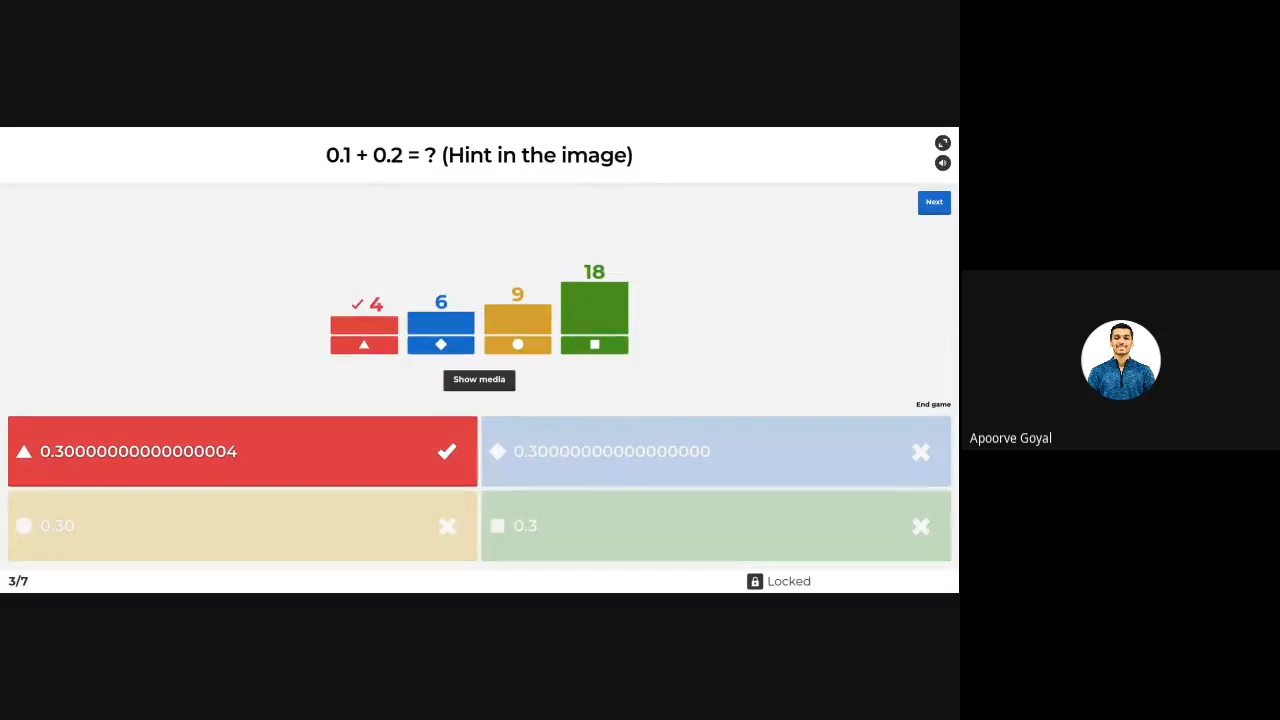 0.1 + 0.2 = ? (Hint in the image)
Next
4
6
9
18
Show media
End game
0.30000000000000004
0.30000000000000000
0.30
0.3
3/7
Locked
Apoorve Goyal